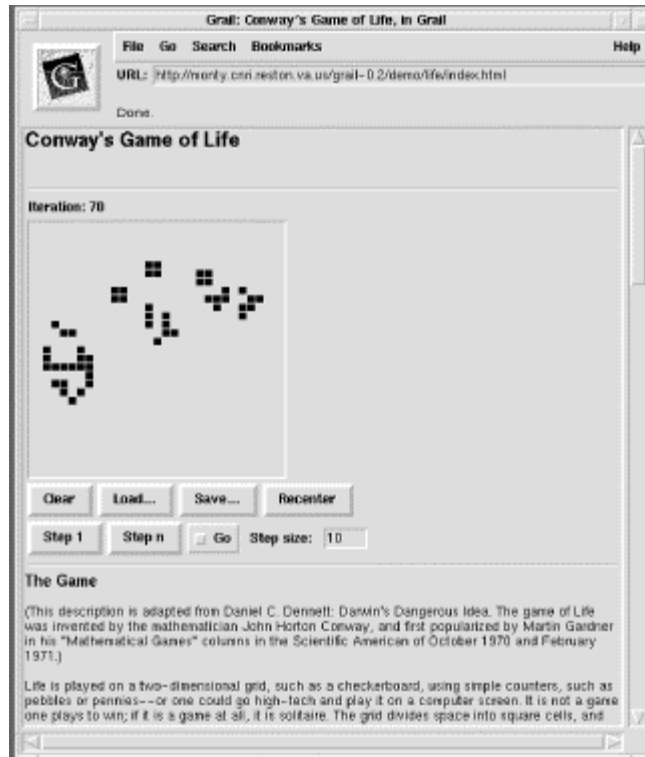 Grail: Conway's Game of Life, in Grail
File Go Search Bookmarks Help
URL: http://monty.cnri.reston.va.us/grail-0.2/demo/life/index.html
Done.
Conway's Game of Life
Iteration: 70
Clear Load... Save... Recenter
Step 1 Step n Go Step size: 10
The Game
(This description is adapted from Daniel C. Dennett: Darwin's Dangerous Idea. The game of Life
was invented by the mathematician John Horton Conway, and first popularized by Martin Gardner
in his "Mathematical Games" columns in the Scientific American of October 1970 and February
1971.)
Life is played on a two-dimensional grid, such as a checkerboard, using simple counters, such as
pebbles or pennies--or one could go high-tech and play it on a computer screen. It is not a game
one plays to win; if it is a game at all, it is solitaire. The grid divides space into square cells, and